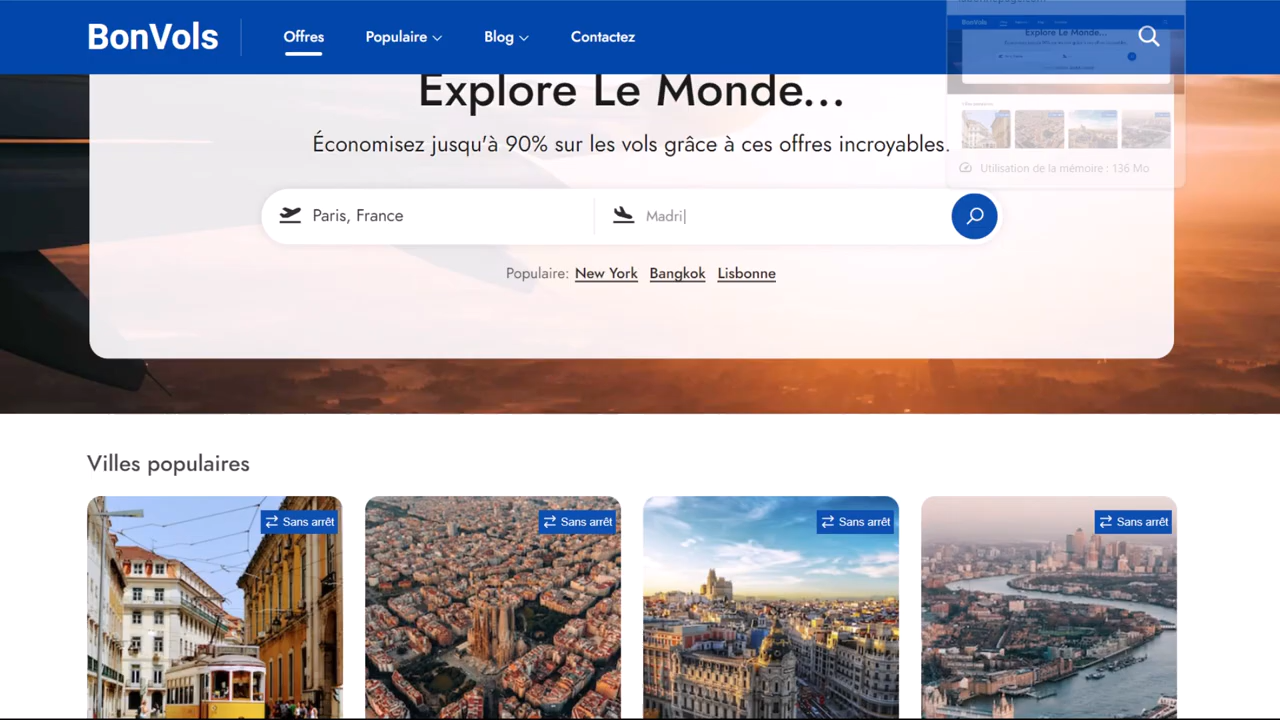 BonVols
Offres
Populaire
Blog
Contactez
Explore Le Monde...
Économisez jusqu'à 90% sur les vols grâce à ces offres incroyables.
Utilisation de la mémoire : 136 Mo
Paris, France
Madri
Populaire: New York Bangkok Lisbonne
Villes populaires
Sans arrêt
Sans arrêt
Sans arrêt
Sans arrêt